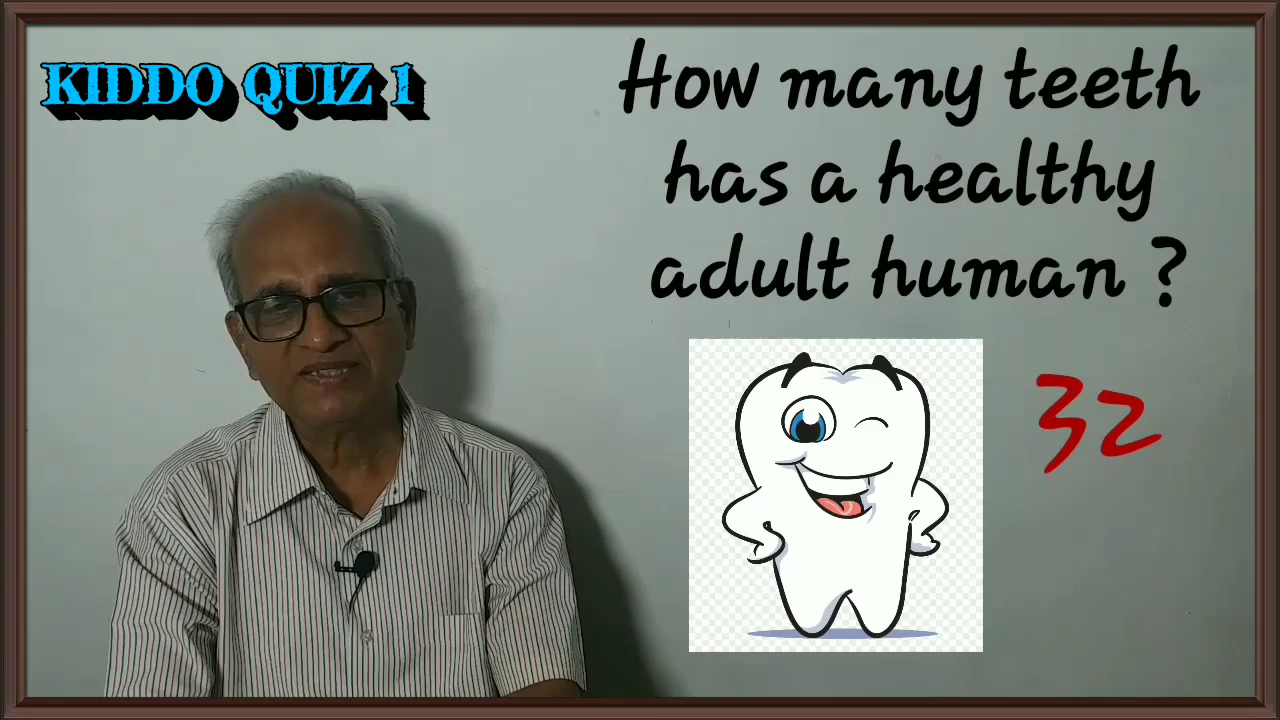 KIDDO QUIZ 1
How many teeth
has a healthy
adult human ?
32